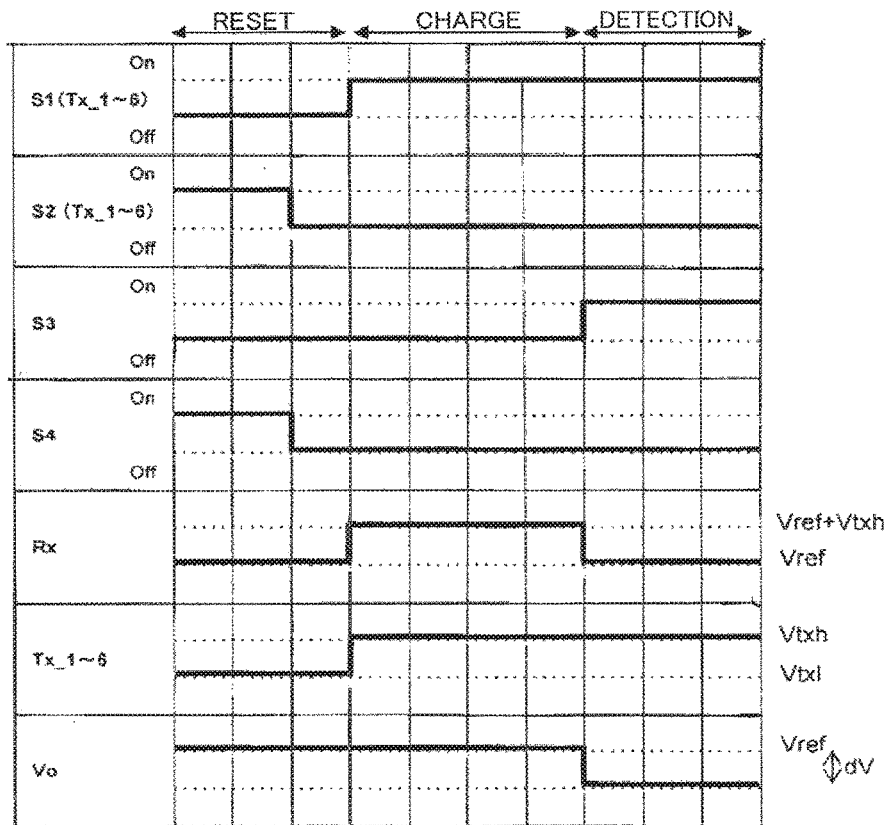 RESET CHARGE DETECTION
On
S1 (Tx_1~6)
Off
On
S2 (Tx_1~6)
Off
On
S3
Off
On
S4
Off
Vref+Vtxh
Rx
Vref
Vtxh
Tx_1~6
Vtxl
Vref
dV
Vo